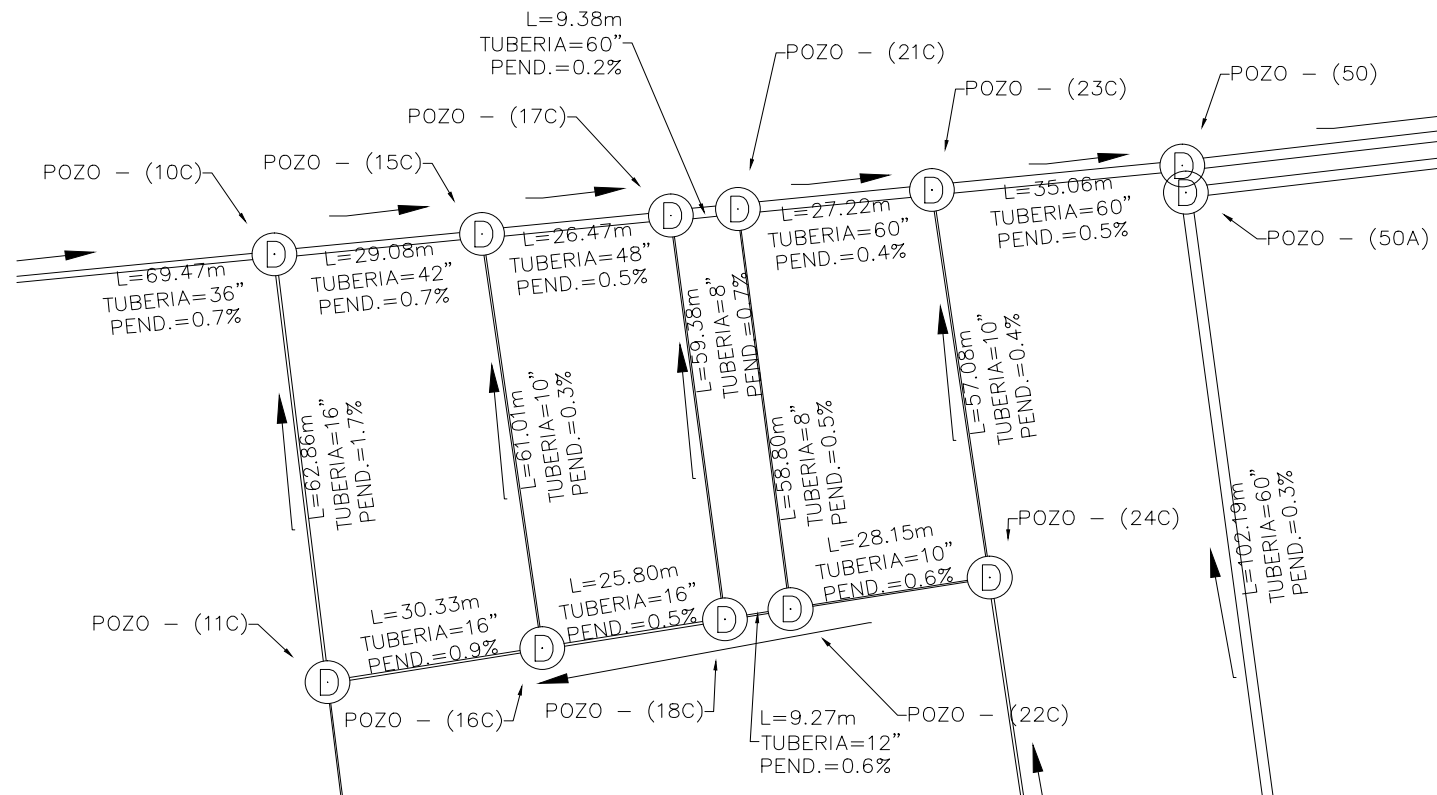 L=9.38m
TUBERIA=60”
PEND.=0.2%
POZO – (21C)
POZO – (50)
POZO – (23C)
POZO – (17C)
POZO – (15C)
POZO – (10C)
D
D
D
D
D
D
D
POZO – (50A)
L=69.47m
TUBERIA=36”
PEND.=0.7%
L=29.08m
TUBERIA=42”
PEND.=0.7%
L=26.47m
TUBERIA=48”
PEND.=0.5%
L=27.22m
TUBERIA=60”
PEND.=0.4%
L=35.06m
TUBERIA=60”
PEND.=0.5%
L=62.86m
TUBERIA=16”
PEND.=1.7%
L=61.01m
TUBERIA=10”
PEND.=0.3%
L=59.38m
TUBERIA=8”
PEND.=0.7%
L=58.80m
TUBERIA=8”
PEND.=0.5%
L=57.08m
TUBERIA=10”
PEND.=0.4%
L=102.19m
TUBERIA=60”
PEND.=0.3%
POZO – (24C)
L=28.15m
TUBERIA=10”
PEND.=0.6%
L=25.80m
TUBERIA=16”
PEND.=0.5%
L=30.33m
TUBERIA=16”
PEND.=0.9%
POZO – (11C)
D
D
D
D
D
POZO – (16C)
POZO – (18C)
POZO – (22C)
L=9.27m
TUBERIA=12”
PEND.=0.6%